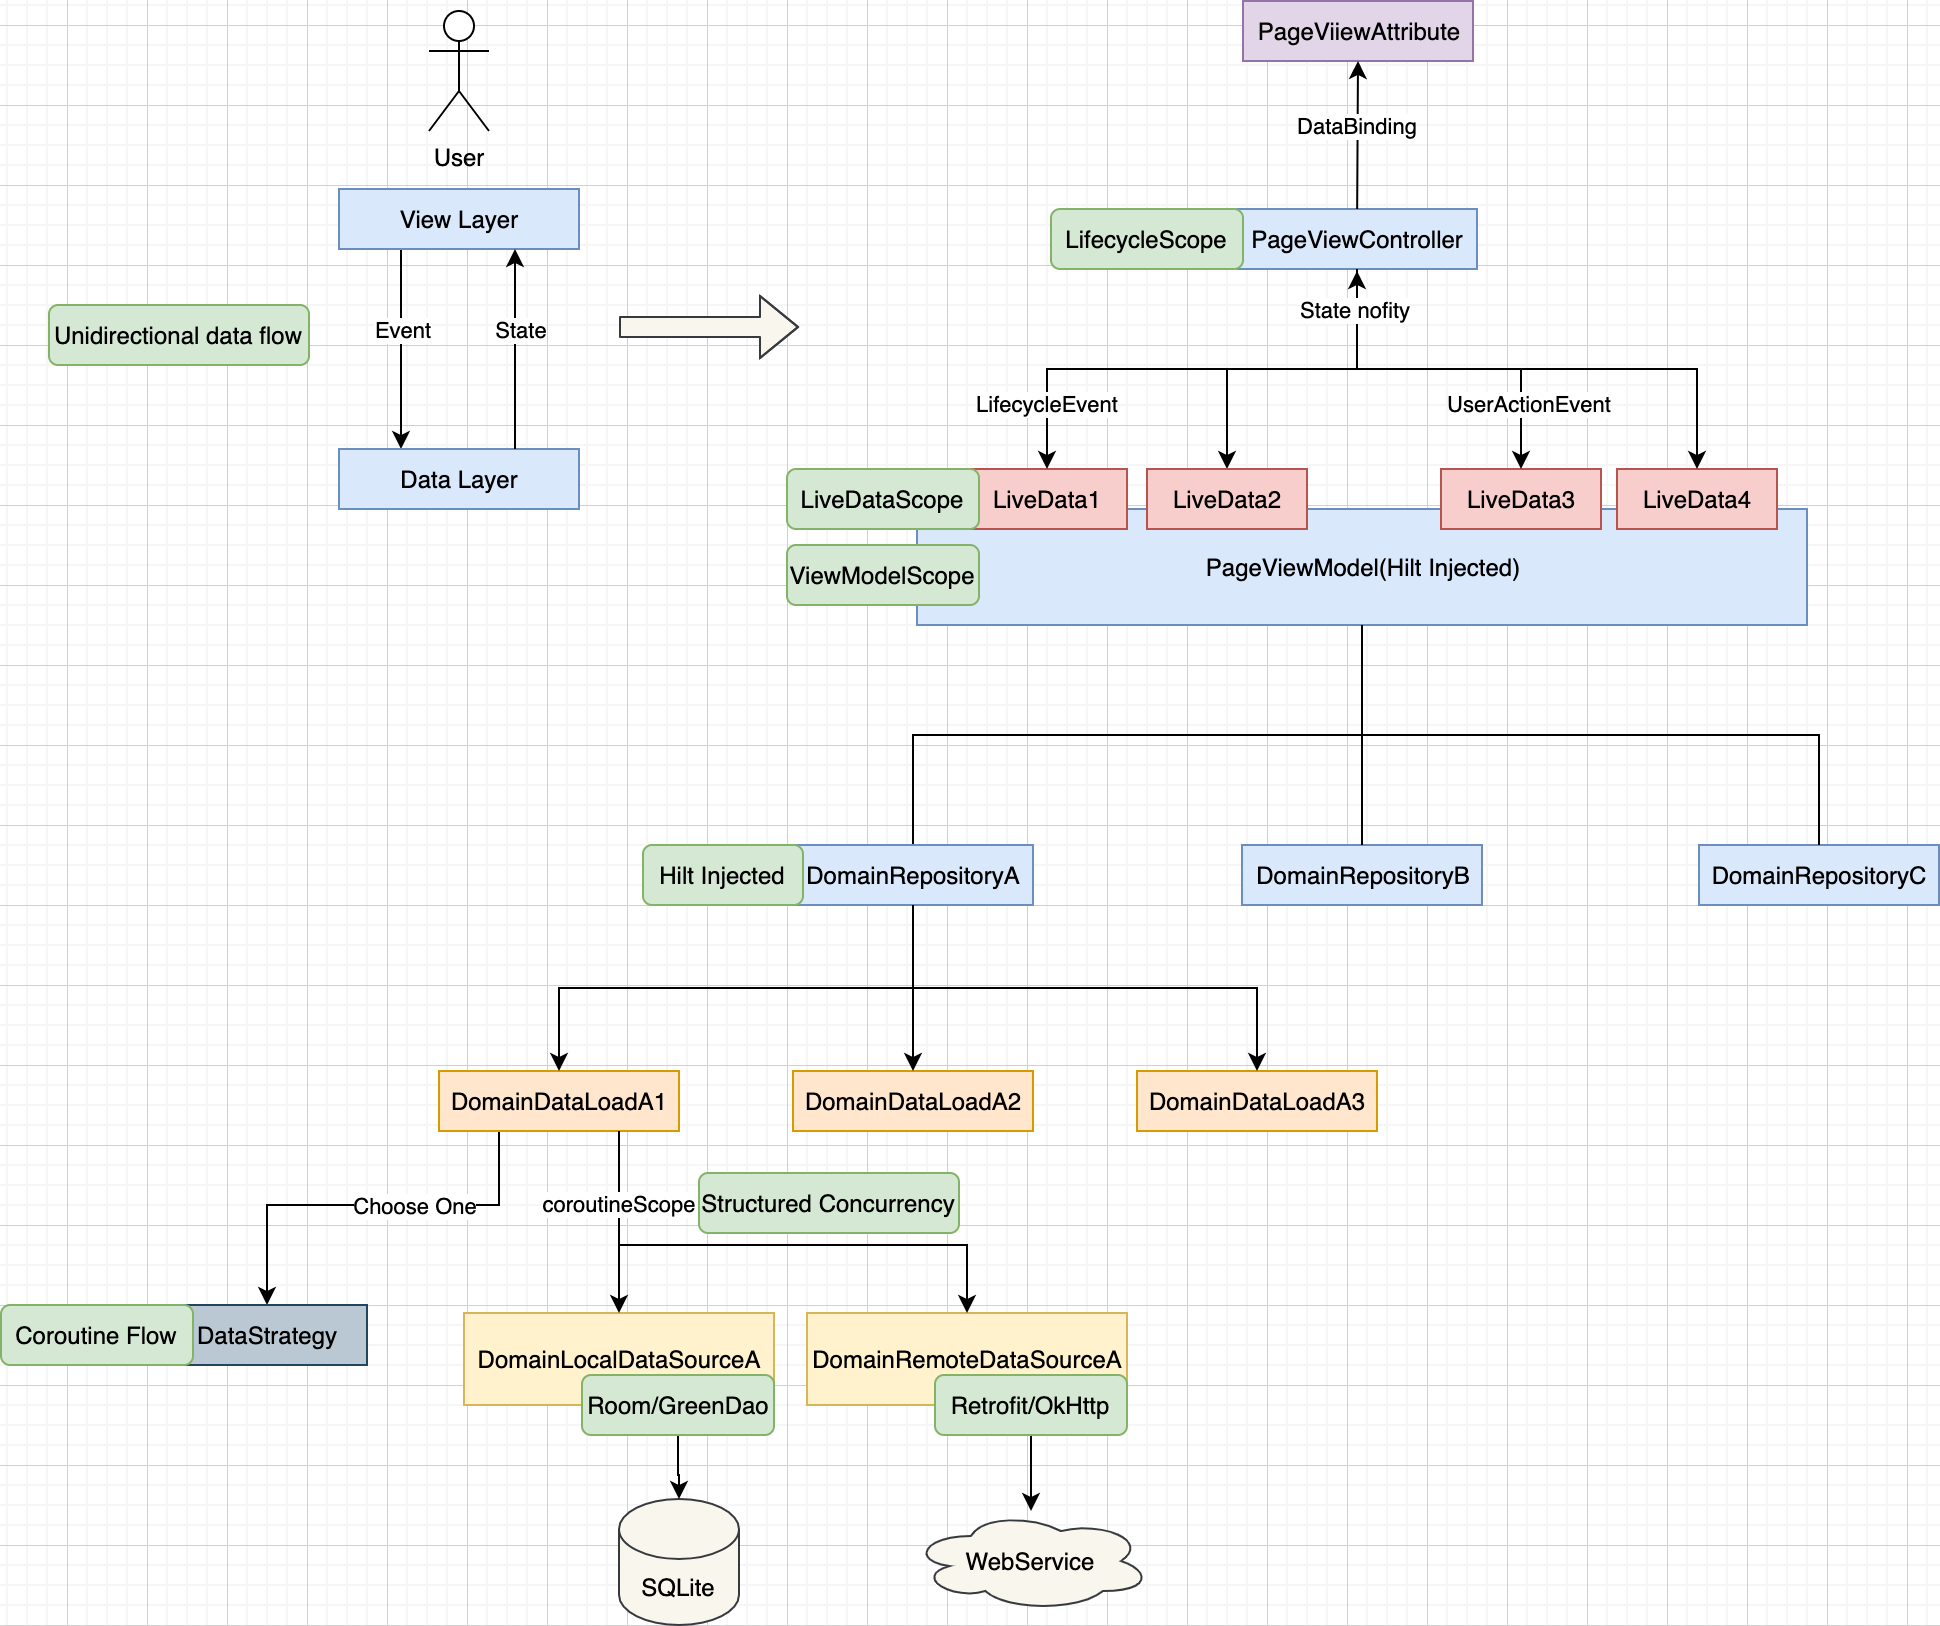 User
View Layer
Event
State
Unidirectional data flow
Data Layer
PageViiewAttribute
DataBinding
LifecycleScope
PageViewController
State nofity
LifecycleEvent
UserActionEvent
LiveDataScope
LiveData1
LiveData2
LiveData3
LiveData4
ViewModelScope
PageViewModel(Hilt Injected)
Hilt Injected
DomainRepositoryA
DomainRepositoryB
DomainRepositoryC
DomainDataLoadA1
DomainDataLoadA2
DomainDataLoadA3
Choose One
coroutineScope
Structured Concurrency
Coroutine Flow
DataStrategy
DomainLocalDataSourceA
DomainRemoteDataSourceA
Room/GreenDao
Retrofit/OkHttp
SQLite
WebService